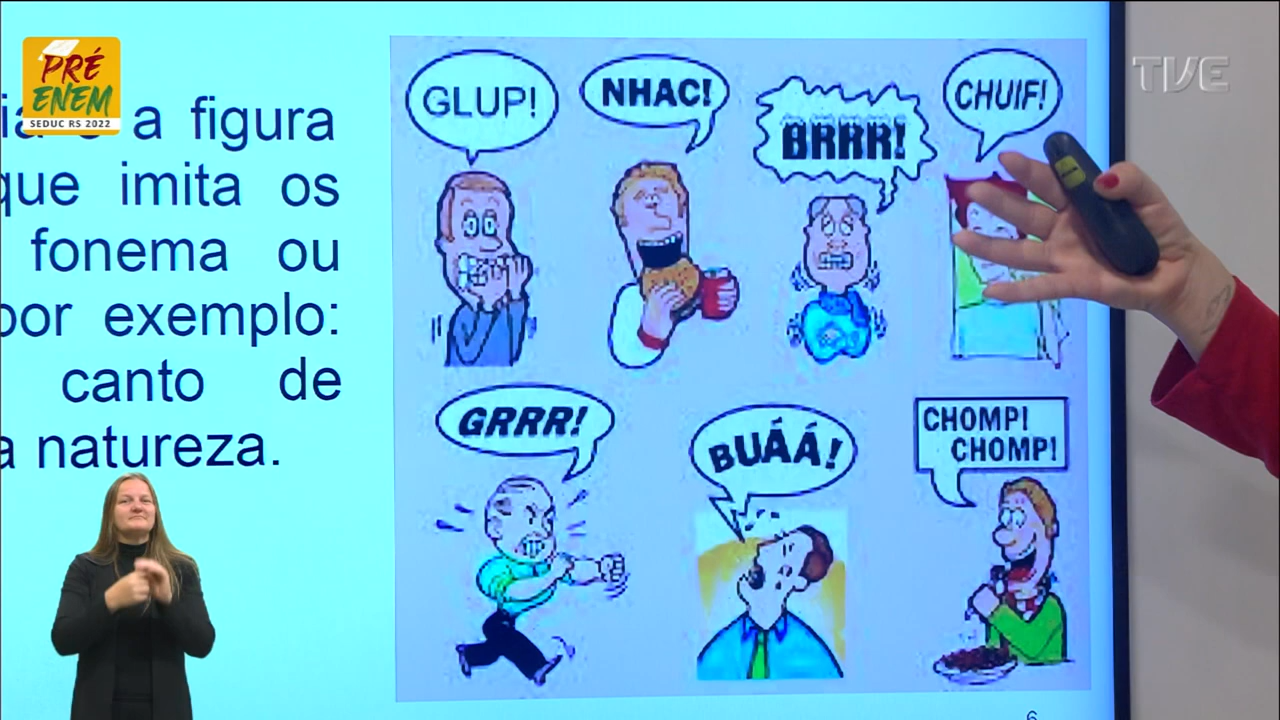 PRÉ
ENEM
SEDUC RS 2022
a figura
que imita os
fonema ou
por exemplo:
canto de
a natureza.
GLUP!
NHAC!
BRRR!
CHUIF!
GRRR!
BUÁÁ!
CHOMP!
CHOMP!
TVE
6